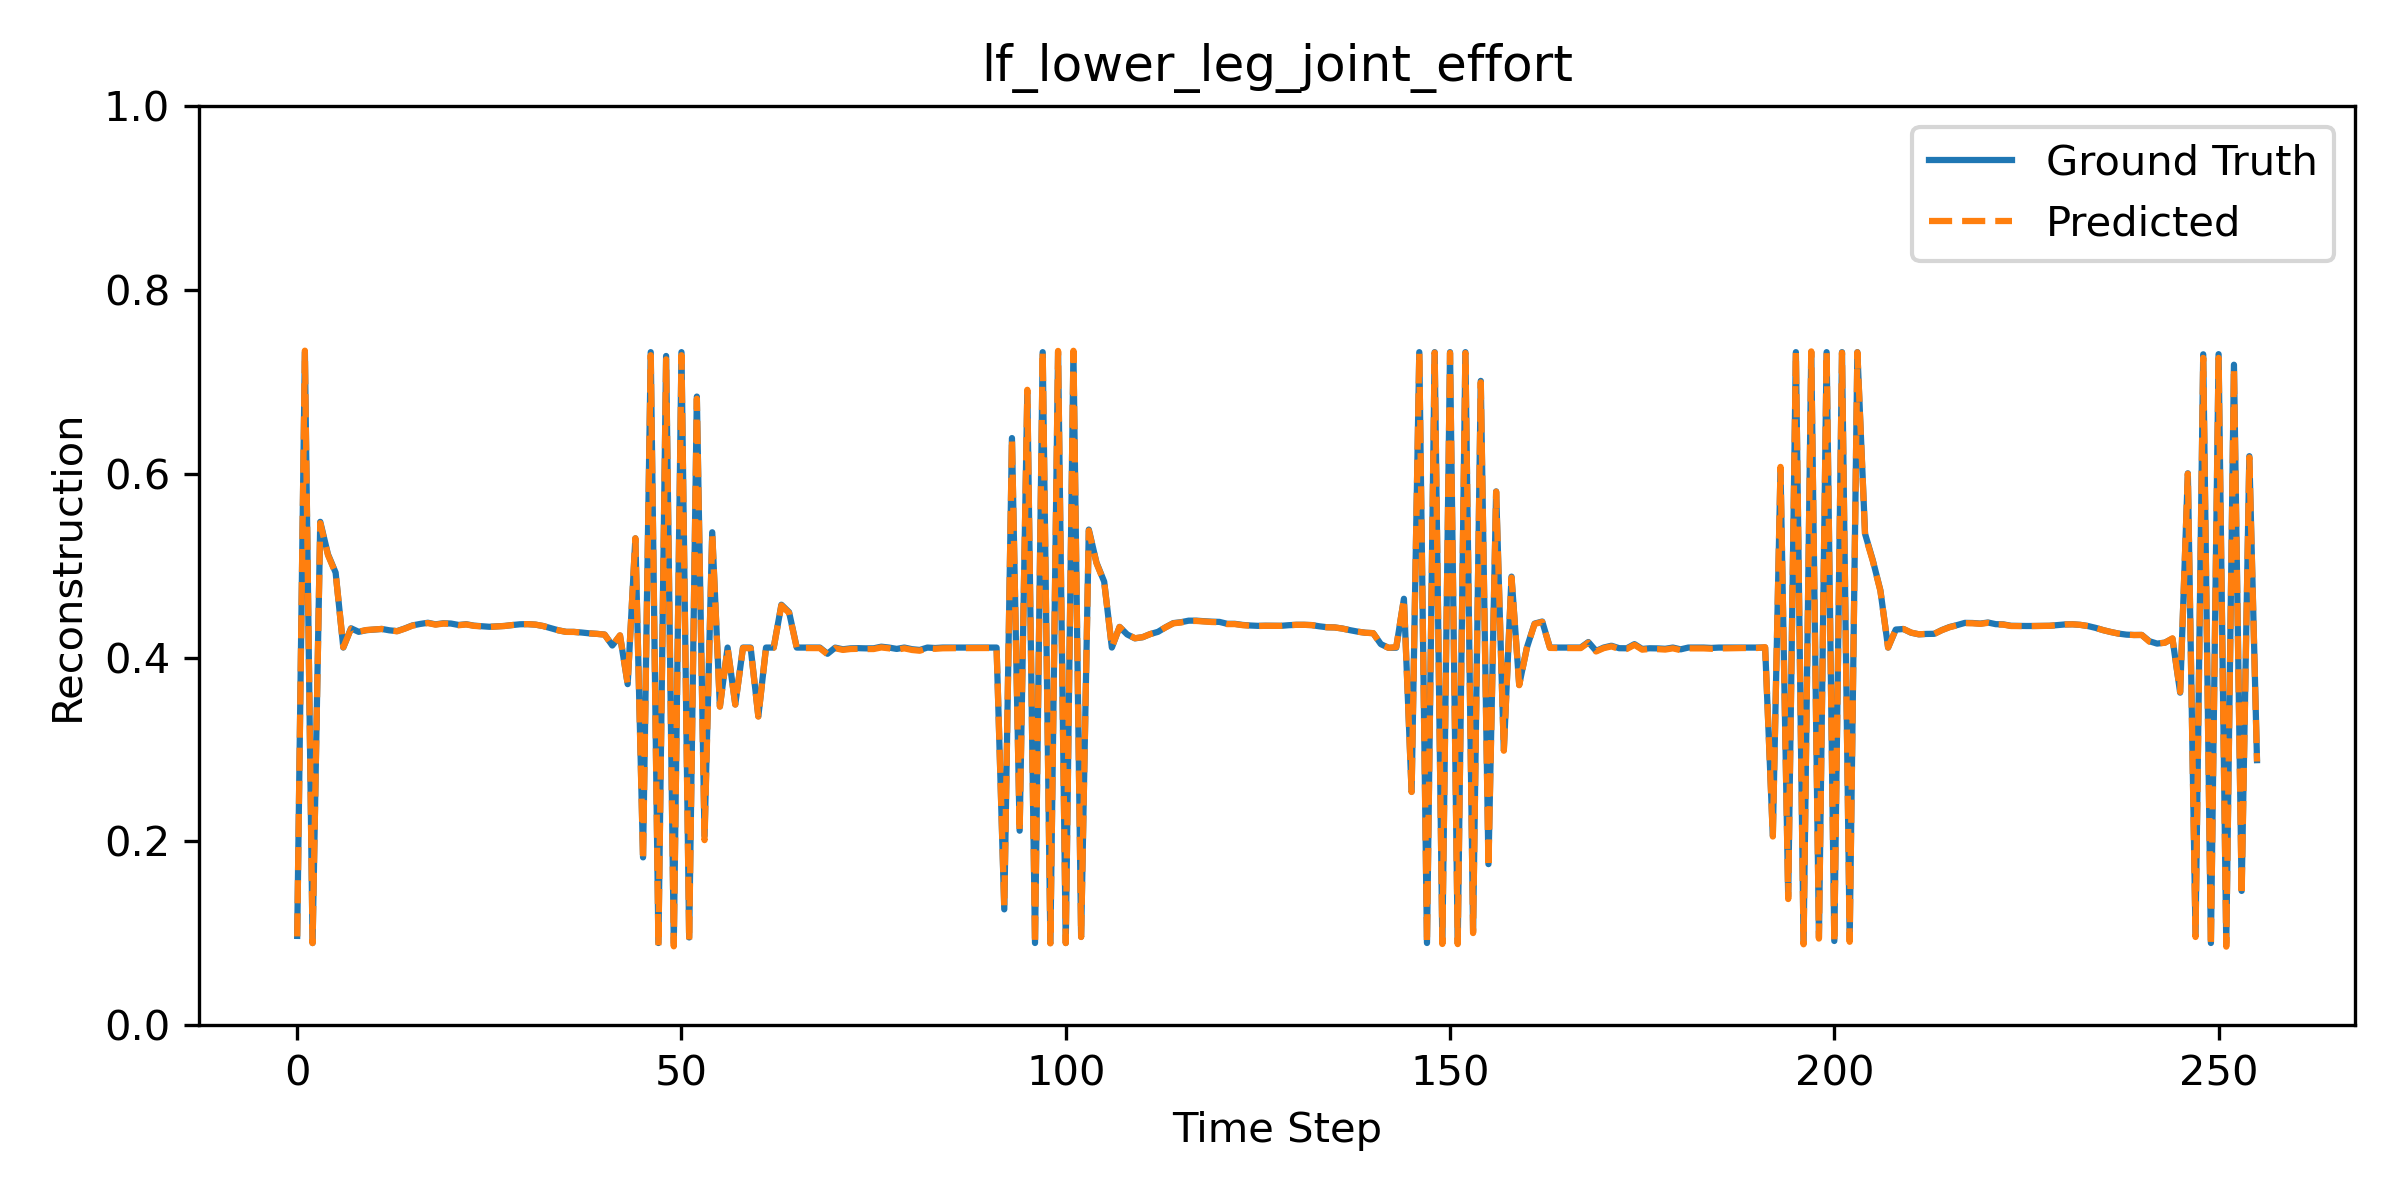 lf_lower_leg_joint_effort
1.0
0.8
0.6
0.4
0.2
0.0
Reconstruction
Ground Truth
Predicted
0 50 100 150 200 250
Time Step